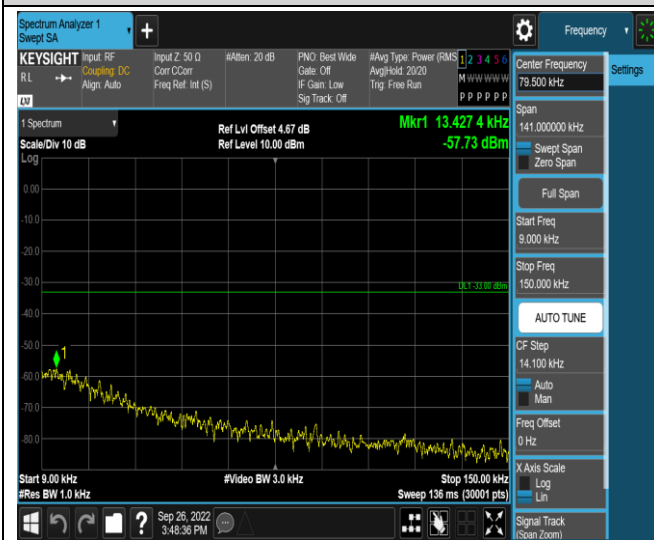 Spectrum Analyzer 1
Swept SA
+
Frequency
KEYSIGHT
RL
LXI
Input: RF
Coupling: DC
Align: Auto
Input Z: 50 Ω
Corr CCorr
Freq Ref: Int (S)
#Atten: 20 dB
PNO: Best Wide
Gate: Off
IF Gain: Low
Sig Track: Off
#Avg Type: Power (RMS
Avg|Hold: 20/20
Trig: Free Run
1 2 3 4 5 6
M W W W W W
P P P P P P
1 Spectrum
Scale/Div 10 dB
Log
Ref Lvl Offset 4.67 dB
Ref Level 10.00 dBm
Mkr1 13.427 4 kHz
-57.73 dBm
0.00
-10.0
-20.0
-30.0
DL1 -33.00 dBm
-40.0
-50.0
1
-60.0
-70.0
-80.0
Start 9.00 kHz
#Video BW 3.0 kHz
Stop 150.00 kHz
#Res BW 1.0 kHz
Sweep 136 ms (30001 pts)
?
Sep 26, 2022
3:48:36 PM
Center Frequency
79.500 kHz
Settings
Span
141.000000 kHz
Swept Span
Zero Span
Full Span
Start Freq
9.000 kHz
Stop Freq
150.000 kHz
AUTO TUNE
CF Step
14.100 kHz
Auto
Man
Freq Offset
0 Hz
X Axis Scale
Log
Lin
Signal Track
(Span Zoom)